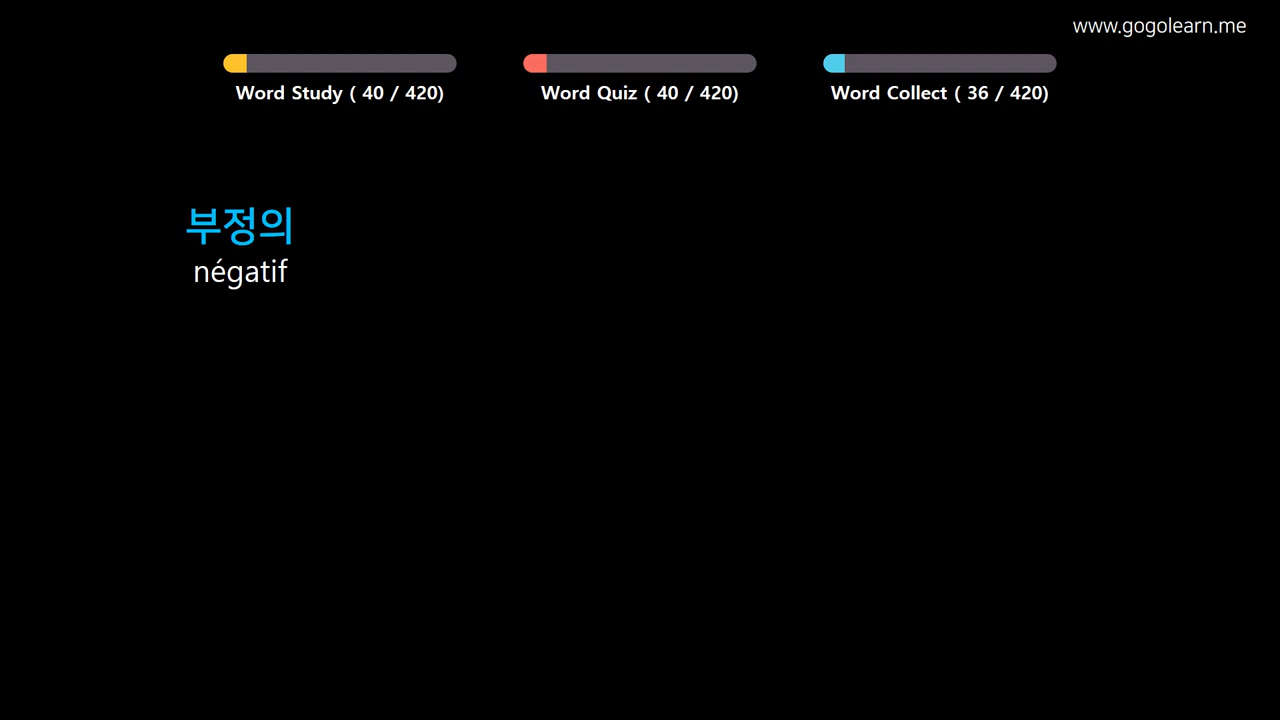 www.gogolearn.me
Word Study ( 40 / 420)
Word Quiz ( 40 / 420)
Word Collect ( 36 / 420)
부정의
négatif